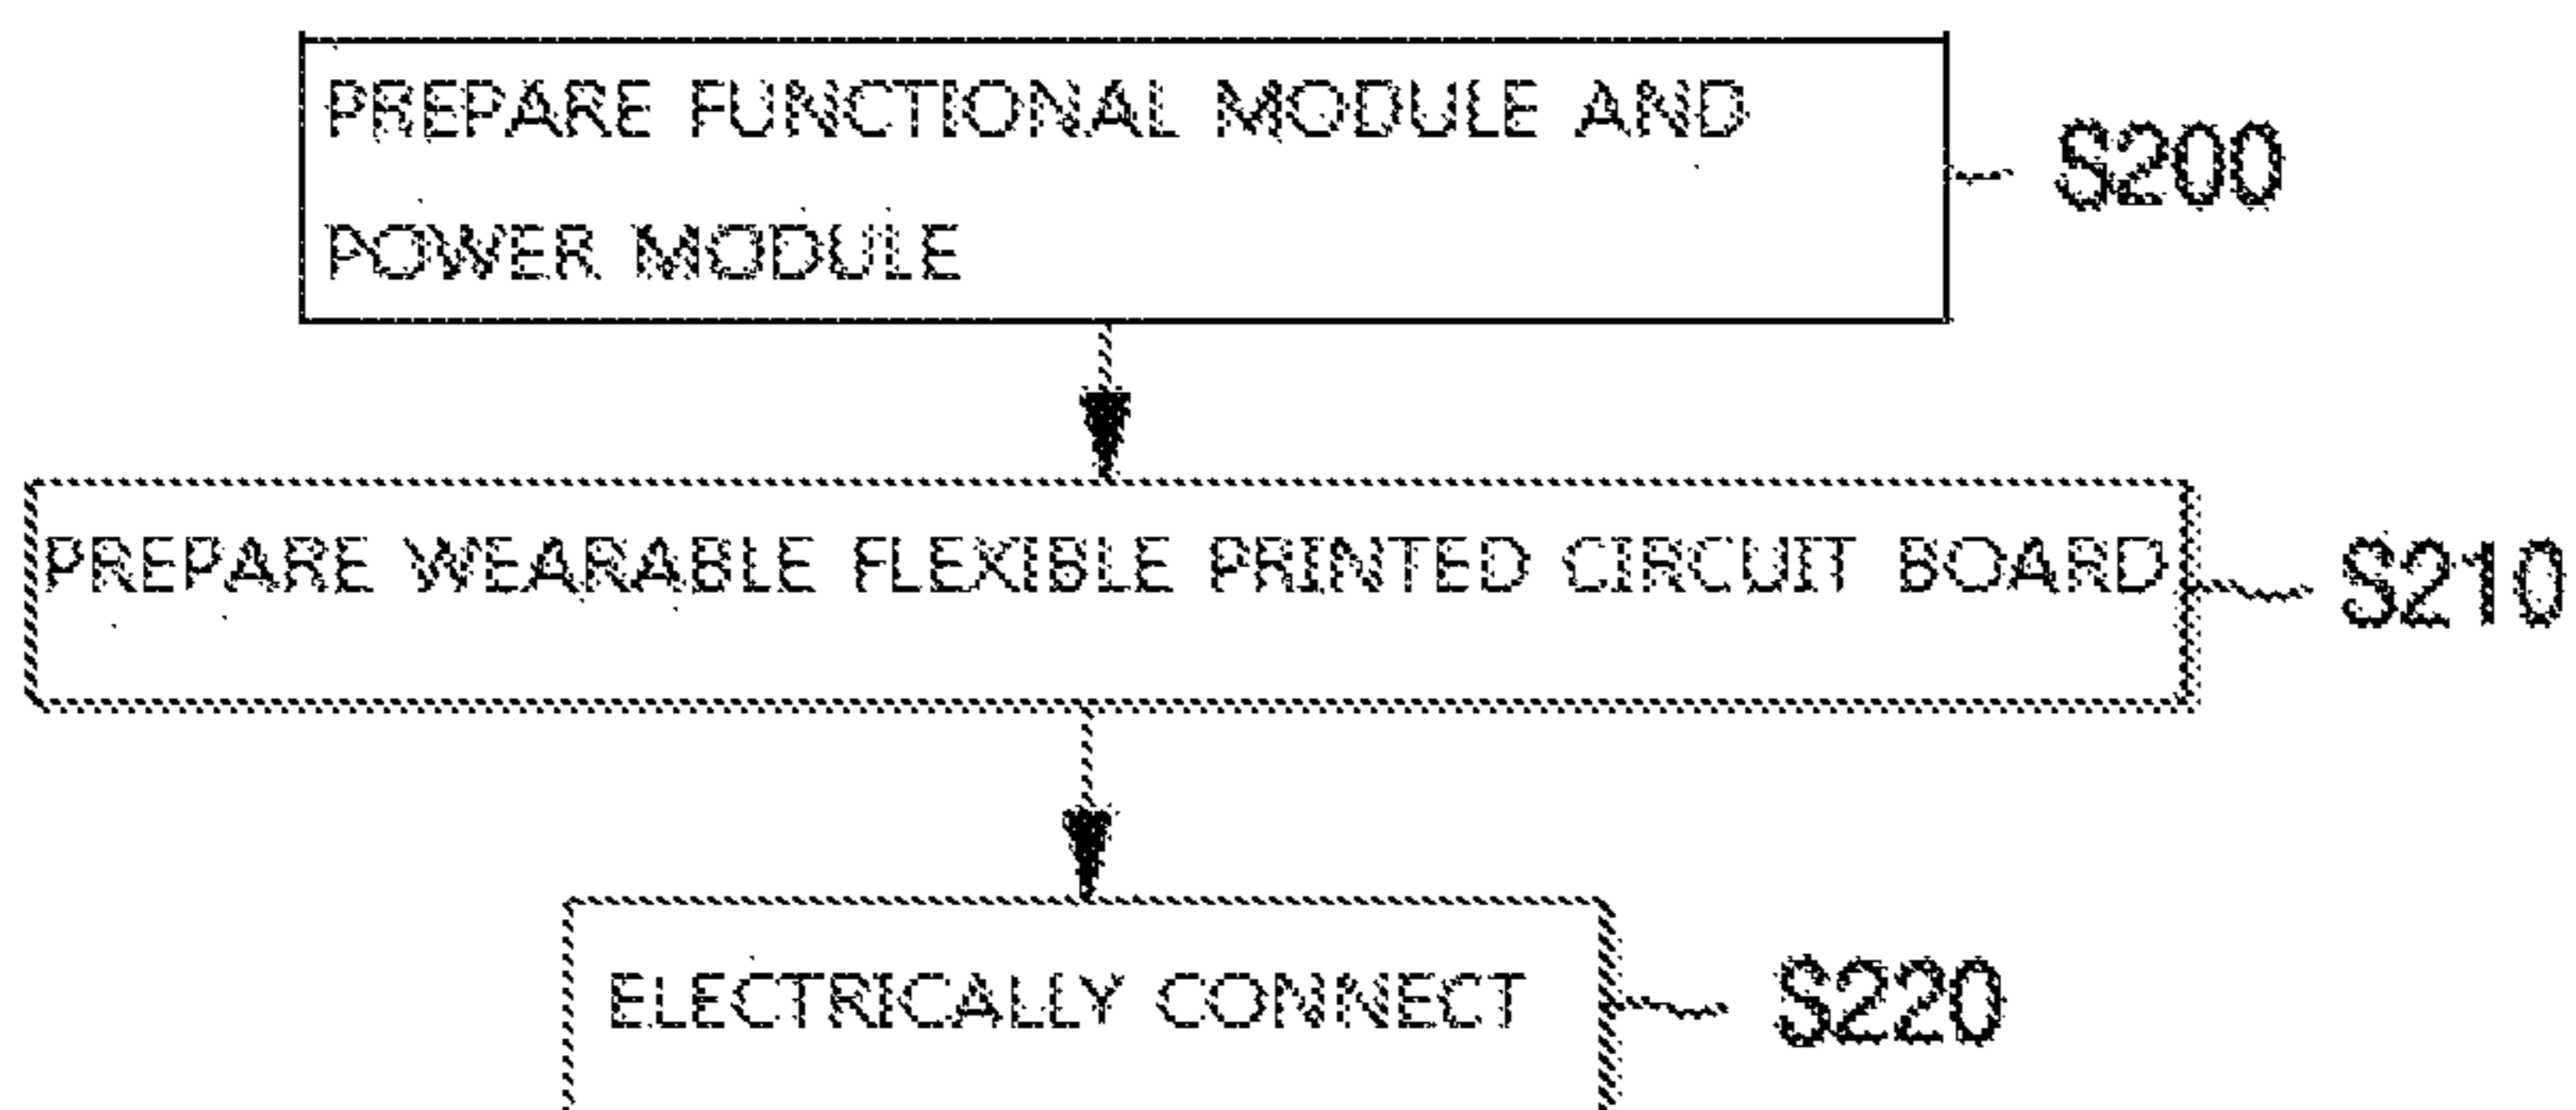 PREPARE FUNCTIONAL MODULE AND
POWER MODULE
S200
PREPARE WEARABLE FLEXIBLE PRINTED CIRCUIT BOARD
S210
ELECTRICALLY CONNECT
S220